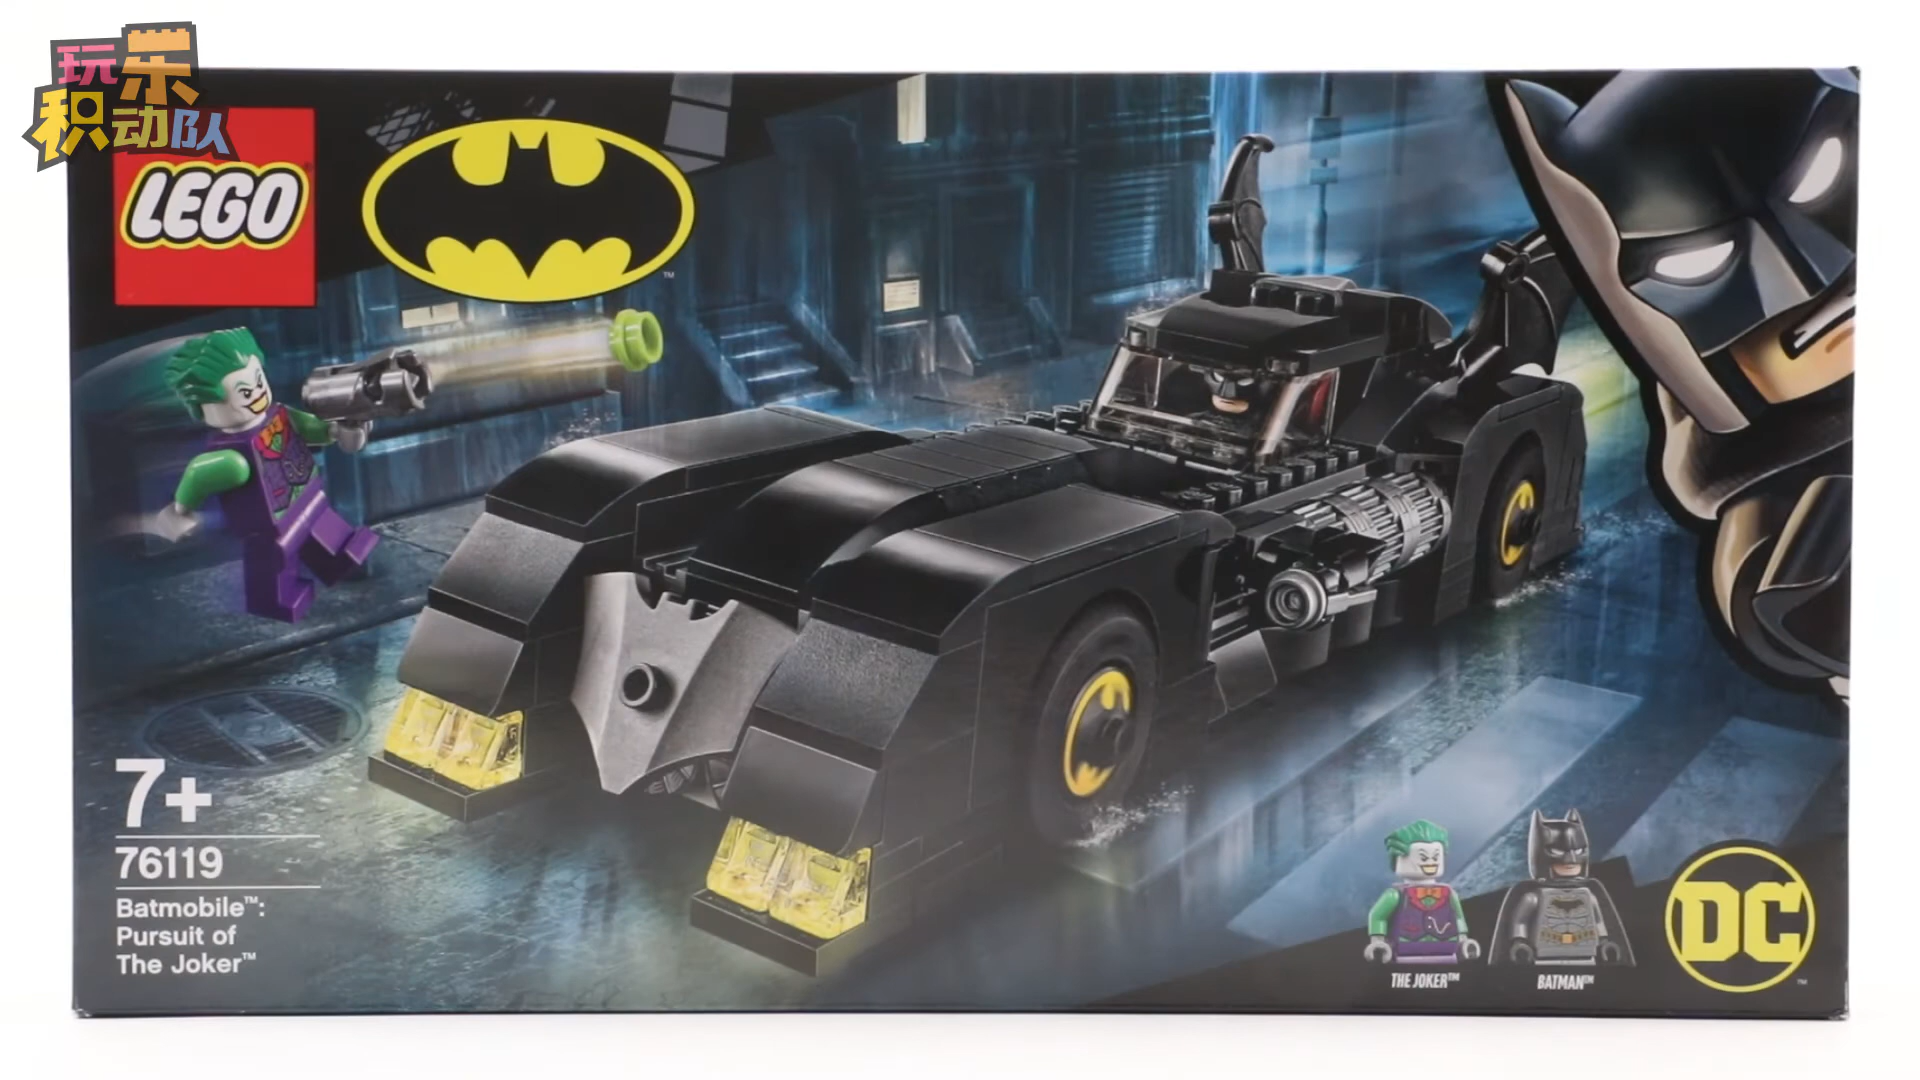 玩乐
积动队
LEGO
7+
76119
Batmobile™:
Pursuit of
The Joker™
THE JOKER™
BATMAN™
DC